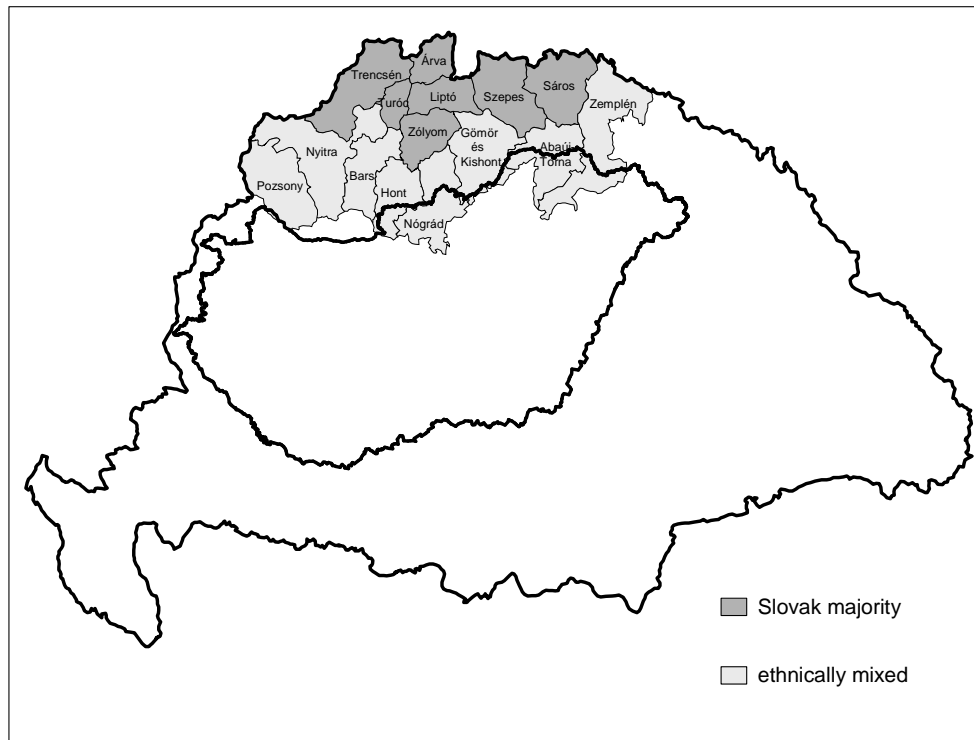 Árva
Trencsén
Turóc
Liptó
Szepes
Sáros
Zemplén
Zólyom
Gömör
és
Kishont
Abaúj
Torna
Nyitra
Bars
Hont
Pozsony
Nógrád
Slovak majority
ethnically mixed